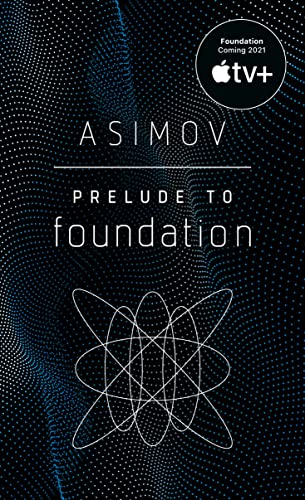 Foundation
Coming 2021
tv+
ASIMOV
PRELUDE TO
foundation